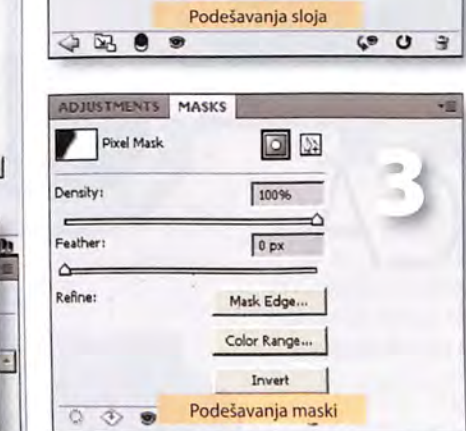 Podešavanja sloja
ADJUSTMENTS MASKS
Pixel Mask
3
Density: 100%
Feather: 0 px
Refine: Mask Edge...
Color Range...
Invert
Podešavanja maski